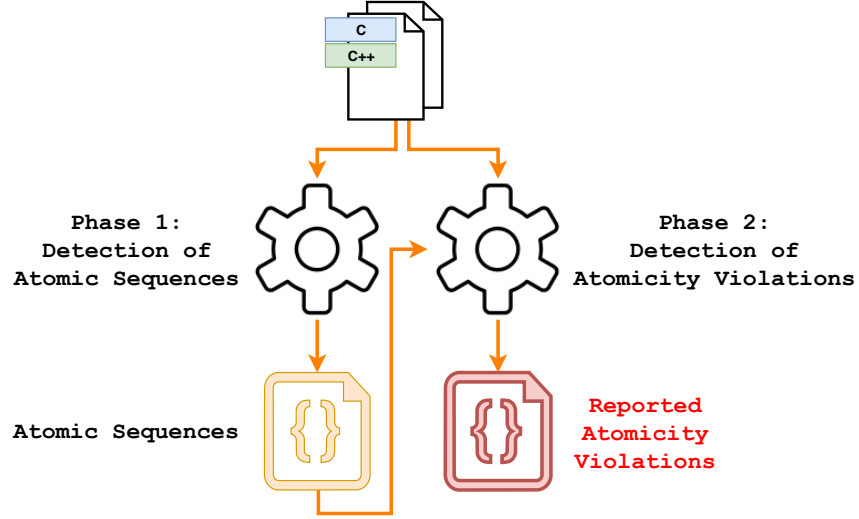 C
C++
Phase 1:
Detection of
Atomic Sequences
Phase 2:
Detection of
Atomicity Violations
Atomic Sequences
{}
{}
Reported
Atomicity
Violations